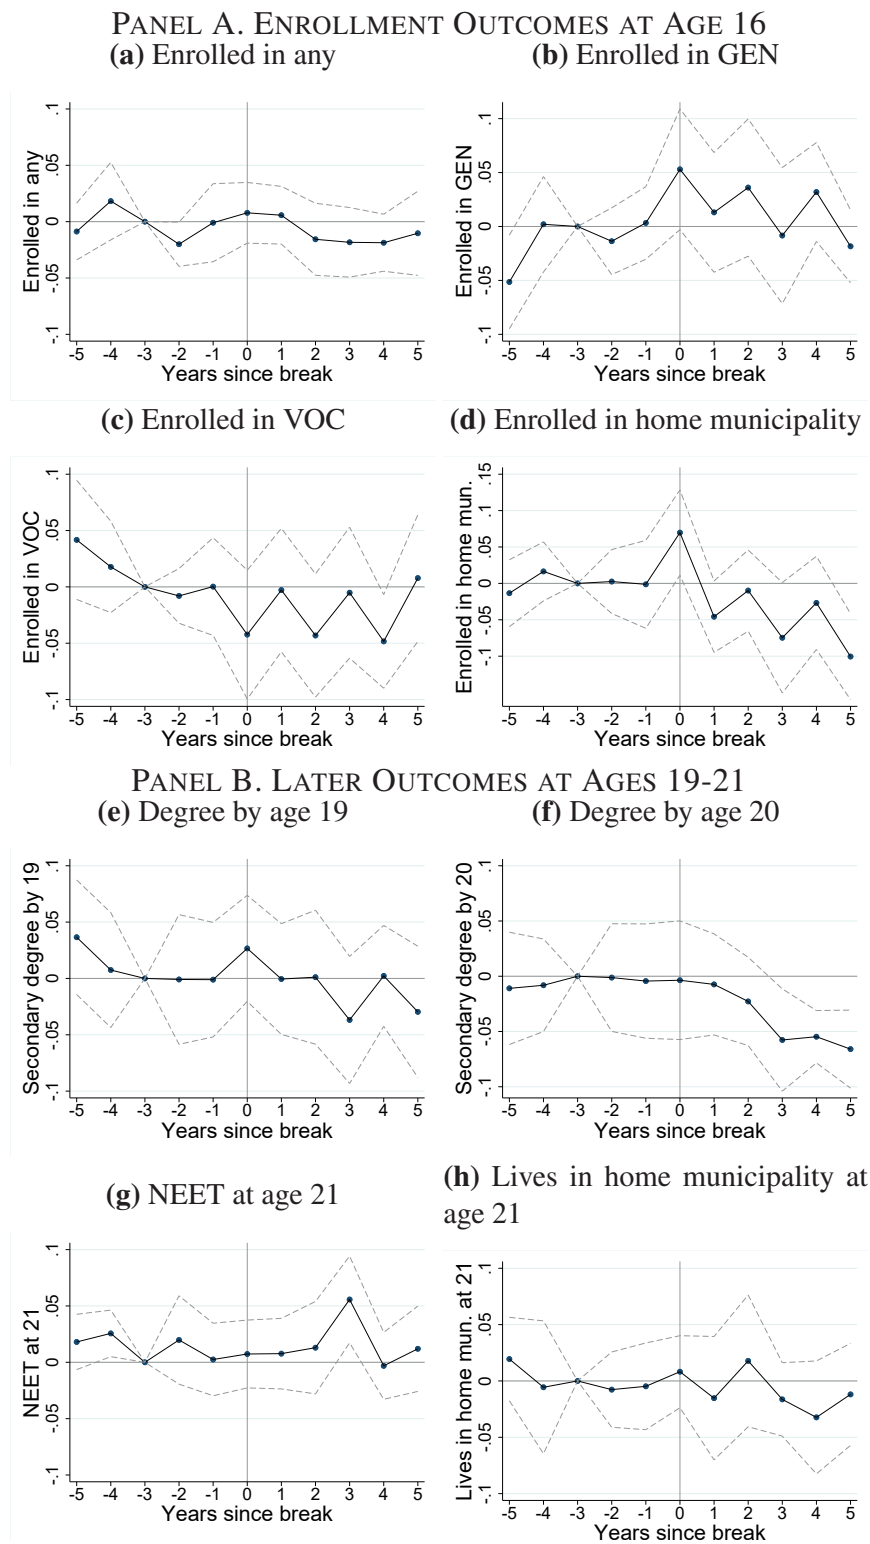 PANEL A. ENROLLMENT OUTCOMES AT AGE 16
(a) Enrolled in any
(b) Enrolled in GEN
Enrolled in any
.1
.05
0
-.05
-.1
-5 -4 -3 -2 -1 0 1 2 3 4 5
Years since break
Enrolled in GEN
.1
.05
0
-.05
-.1
-5 -4 -3 -2 -1 0 1 2 3 4 5
Years since break
(c) Enrolled in VOC
(d) Enrolled in home municipality
Enrolled in VOC
.1
.05
0
-.05
-.1
-5 -4 -3 -2 -1 0 1 2 3 4 5
Years since break
Enrolled in home mun.
.15
.1
.05
0
-.05
-.1
-5 -4 -3 -2 -1 0 1 2 3 4 5
Years since break
PANEL B. LATER OUTCOMES AT AGES 19-21
(e) Degree by age 19
(f) Degree by age 20
Secondary degree by 19
.1
.05
0
-.05
-.1
-5 -4 -3 -2 -1 0 1 2 3 4 5
Years since break
Secondary degree by 20
.1
.05
0
-.05
-.1
-5 -4 -3 -2 -1 0 1 2 3 4 5
Years since break
(g) NEET at age 21
(h) Lives in home municipality at
age 21
NEET at 21
.1
.05
0
-.05
-.1
-5 -4 -3 -2 -1 0 1 2 3 4 5
Years since break
Lives in home mun. at 21
.1
.05
0
-.05
-.1
-5 -4 -3 -2 -1 0 1 2 3 4 5
Years since break